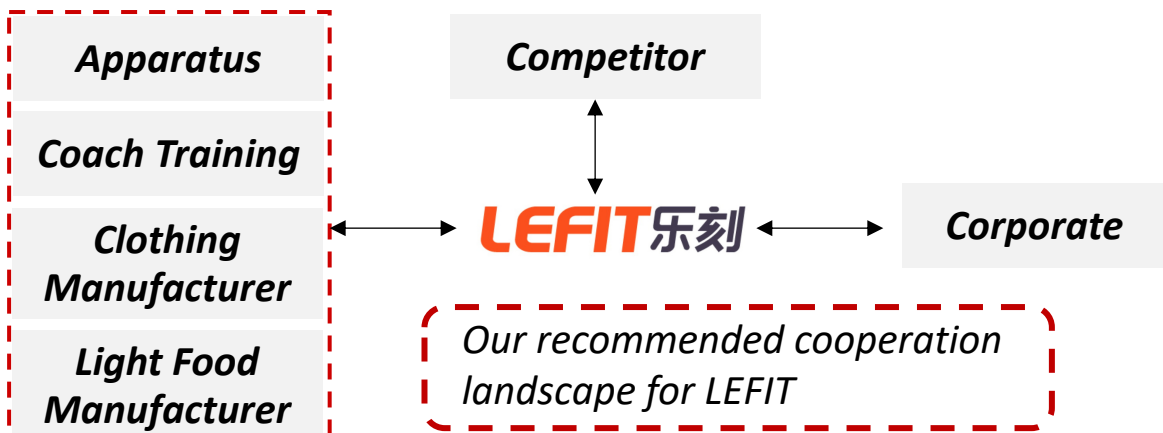 Apparatus
Coach Training
Clothing
Manufacturer
Light Food
Manufacturer
Competitor
LEFIT乐刻
Corporate
Our recommended cooperation
landscape for LEFIT